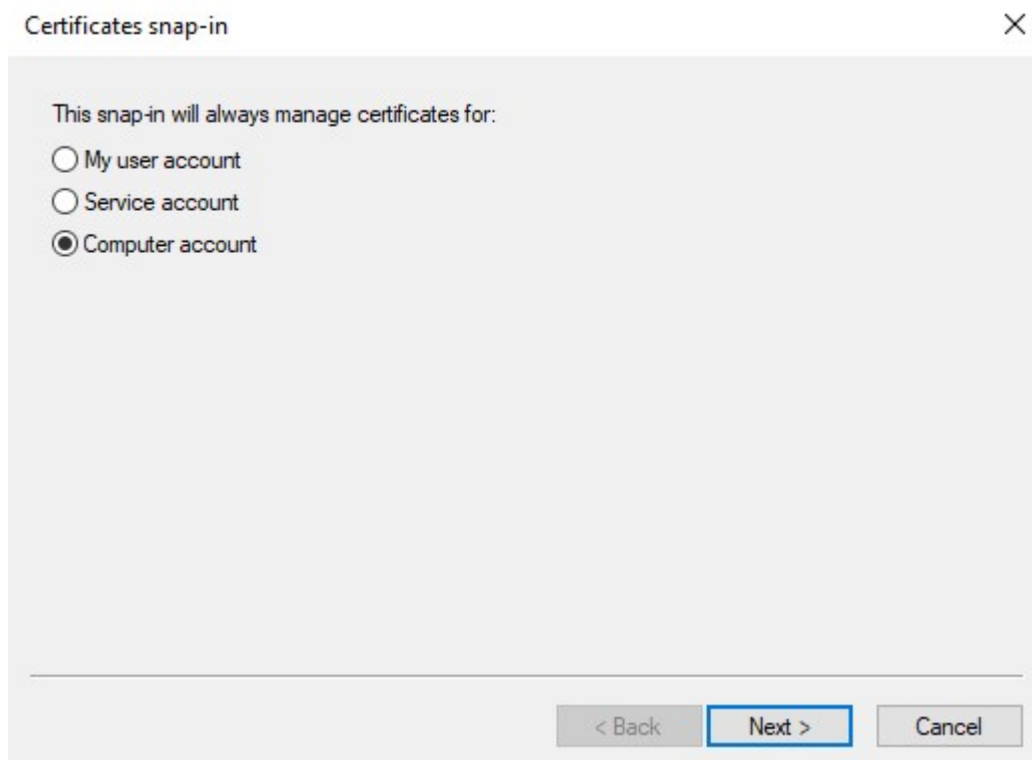 Certificates snap-in
This snap-in will always manage certificates for:
My user account
Service account
Computer account
< Back
Next >
Cancel